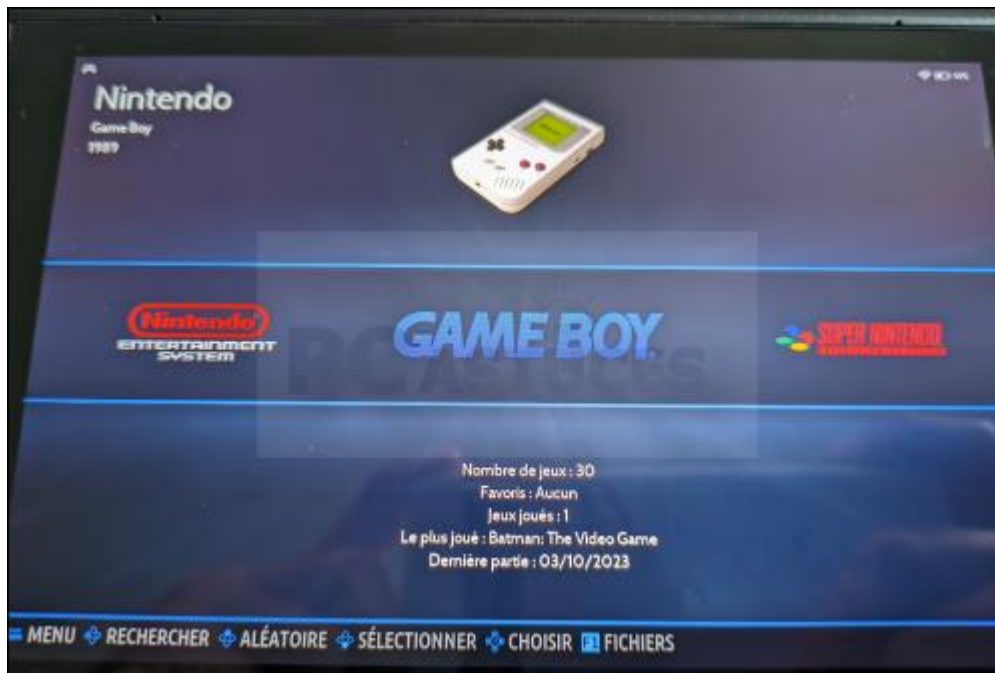 Nintendo
Game Boy
1989
Nintendo
ENTERTAINMENT
SYSTEM
GAME BOY
SUPER NINTENDO
PC ASTUCES
Nombre de jeux : 30
Favoris : Aucun
Jeux joués : 1
Le plus joué : Batman: The Video Game
Dernière partie : 03/10/2023
MENU RECHERCHER ALÉATOIRE SÉLECTIONNER CHOISIR FICHIERS